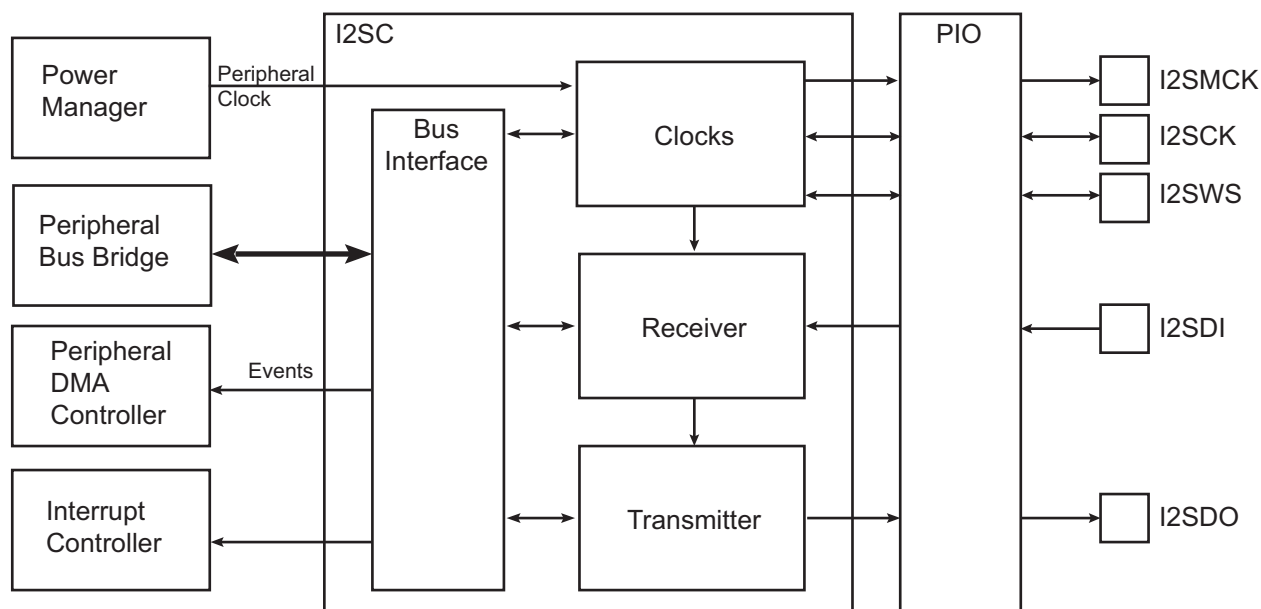 I2SC
PIO
Power
Manager
Peripheral
Clock
Bus
Interface
Clocks
I2SMCK
I2SCK
I2SWS
Peripheral
Bus Bridge
Receiver
I2SDI
Peripheral
DMA
Controller
Events
Interrupt
Controller
Transmitter
I2SDO